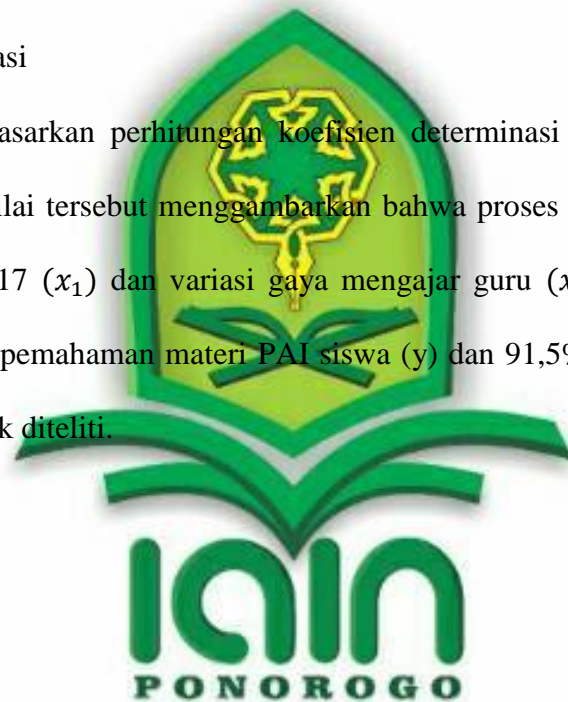 asi
asarkan perhitungan koefisien determinasi
ilai tersebut menggambarkan bahwa proses
17 (x₁) dan variasi gaya mengajar guru (x
pemahaman materi PAI siswa (y) dan 91,5%
k diteliti.
IAIN
PONOROGO